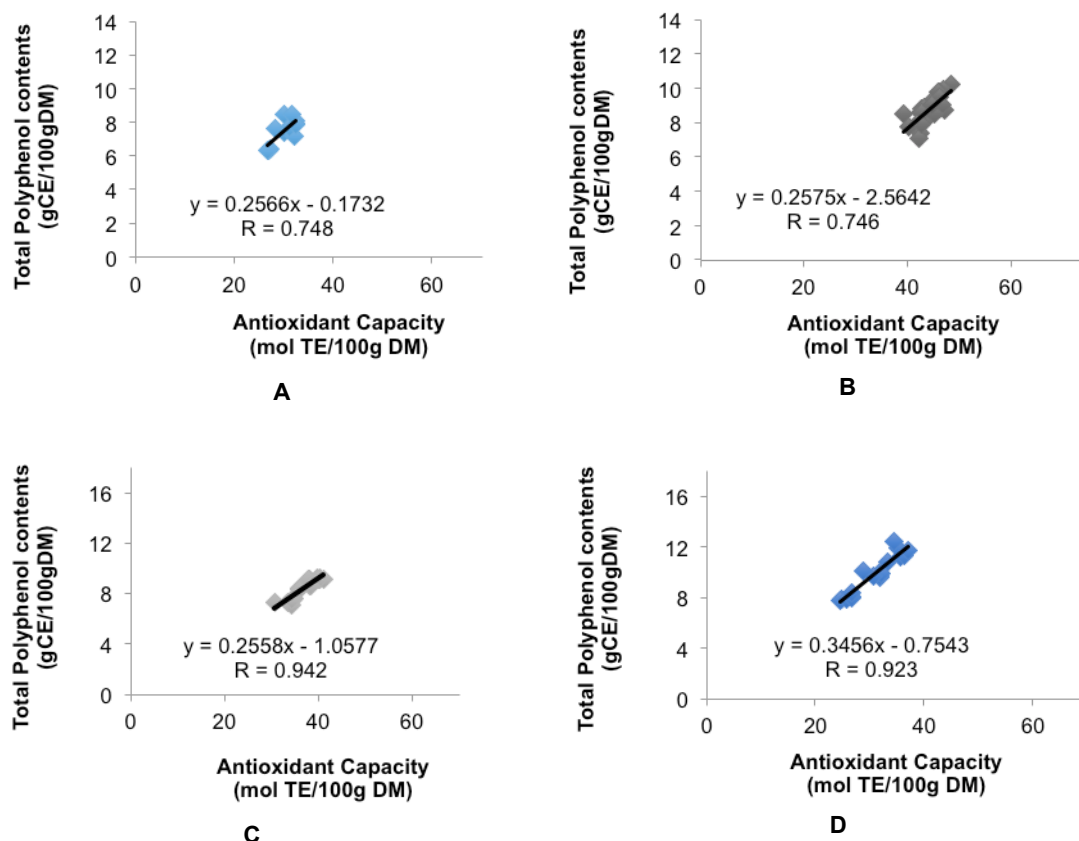 Total Polyphenol contents
(gCE/100gDM)
14
12
10
8
6
4
2
0
y = 0.2566x - 0.1732
R = 0.748
0
20
40
60
Antioxidant Capacity
(mol TE/100g DM)
A
Total Polyphenol contents
(gCE/100gDM)
14
12
10
8
6
4
2
0
y = 0.2575x - 2.5642
R = 0.746
0
20
40
60
Antioxidant Capacity
(mol TE/100g DM)
B
Total Polyphenol contents
(gCE/100gDM)
16
12
8
4
0
y = 0.2558x - 1.0577
R = 0.942
0
20
40
60
Antioxidant Capacity
(mol TE/100g DM)
C
Total Polyphenol contents
(gCE/100gDM)
16
12
8
4
0
y = 0.3456x - 0.7543
R = 0.923
0
20
40
60
Antioxidant Capacity
(mol TE/100g DM)
D